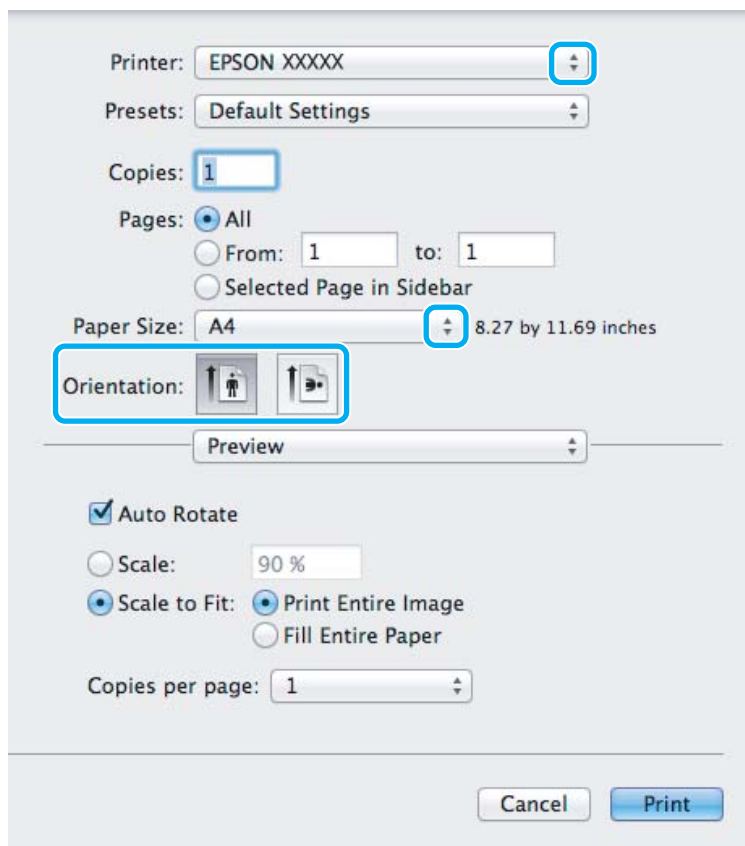 Printer: EPSON XXXXX
Presets: Default Settings
Copies: 1
Pages: All
From: 1 to: 1
Selected Page in Sidebar
Paper Size: A4 8.27 by 11.69 inches
Orientation:
Preview
Auto Rotate
Scale: 90 %
Scale to Fit: Print Entire Image
Fill Entire Paper
Copies per page: 1
Cancel Print